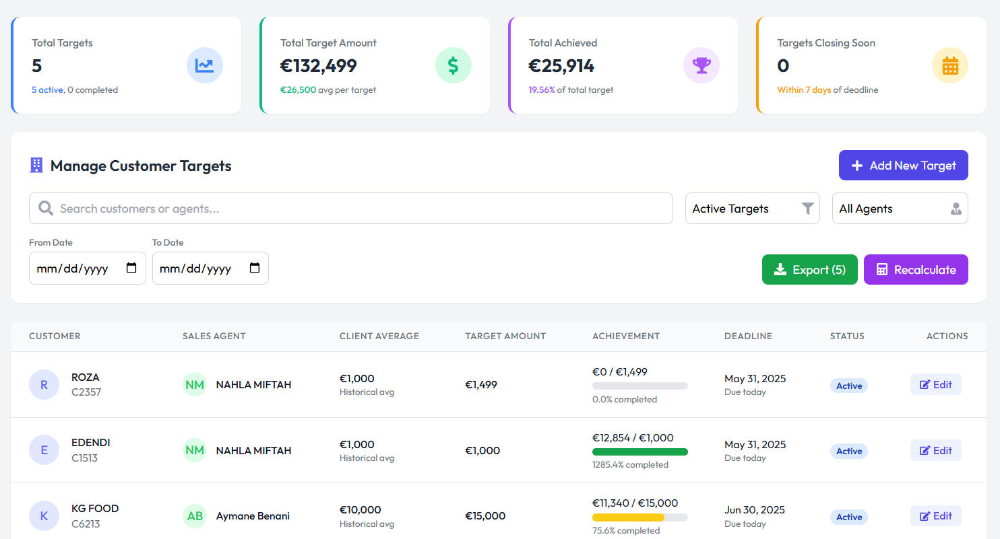 Total Targets
5
5 active, 0 completed
Total Target Amount
€132,499
€26,500 avg per target
Total Achieved
€25,914
19.56% of total target
Targets Closing Soon
0
Within 7 days of deadline
Manage Customer Targets
Add New Target
Search customers or agents...
Active Targets
All Agents
From Date
To Date
mm/dd/yyyy
mm/dd/yyyy
Export (5)
Recalculate
CUSTOMER SALES AGENT CLIENT AVERAGE TARGET AMOUNT ACHIEVEMENT DEADLINE STATUS ACTIONS
R
ROZA
C2357
NM
NAHLA MIFTAH
€1,000
Historical avg
€1,499
€0 / €1,499
0.0% completed
May 31, 2025
Due today
Active
Edit
E
EDENDI
C1513
NM
NAHLA MIFTAH
€1,000
Historical avg
€1,000
€12,854 / €1,000
1285.4% completed
May 31, 2025
Due today
Active
Edit
K
KG FOOD
C6213
AB
Aymane Benani
€10,000
Historical avg
€15,000
€11,340 / €15,000
75.6% completed
Jun 30, 2025
Due today
Active
Edit